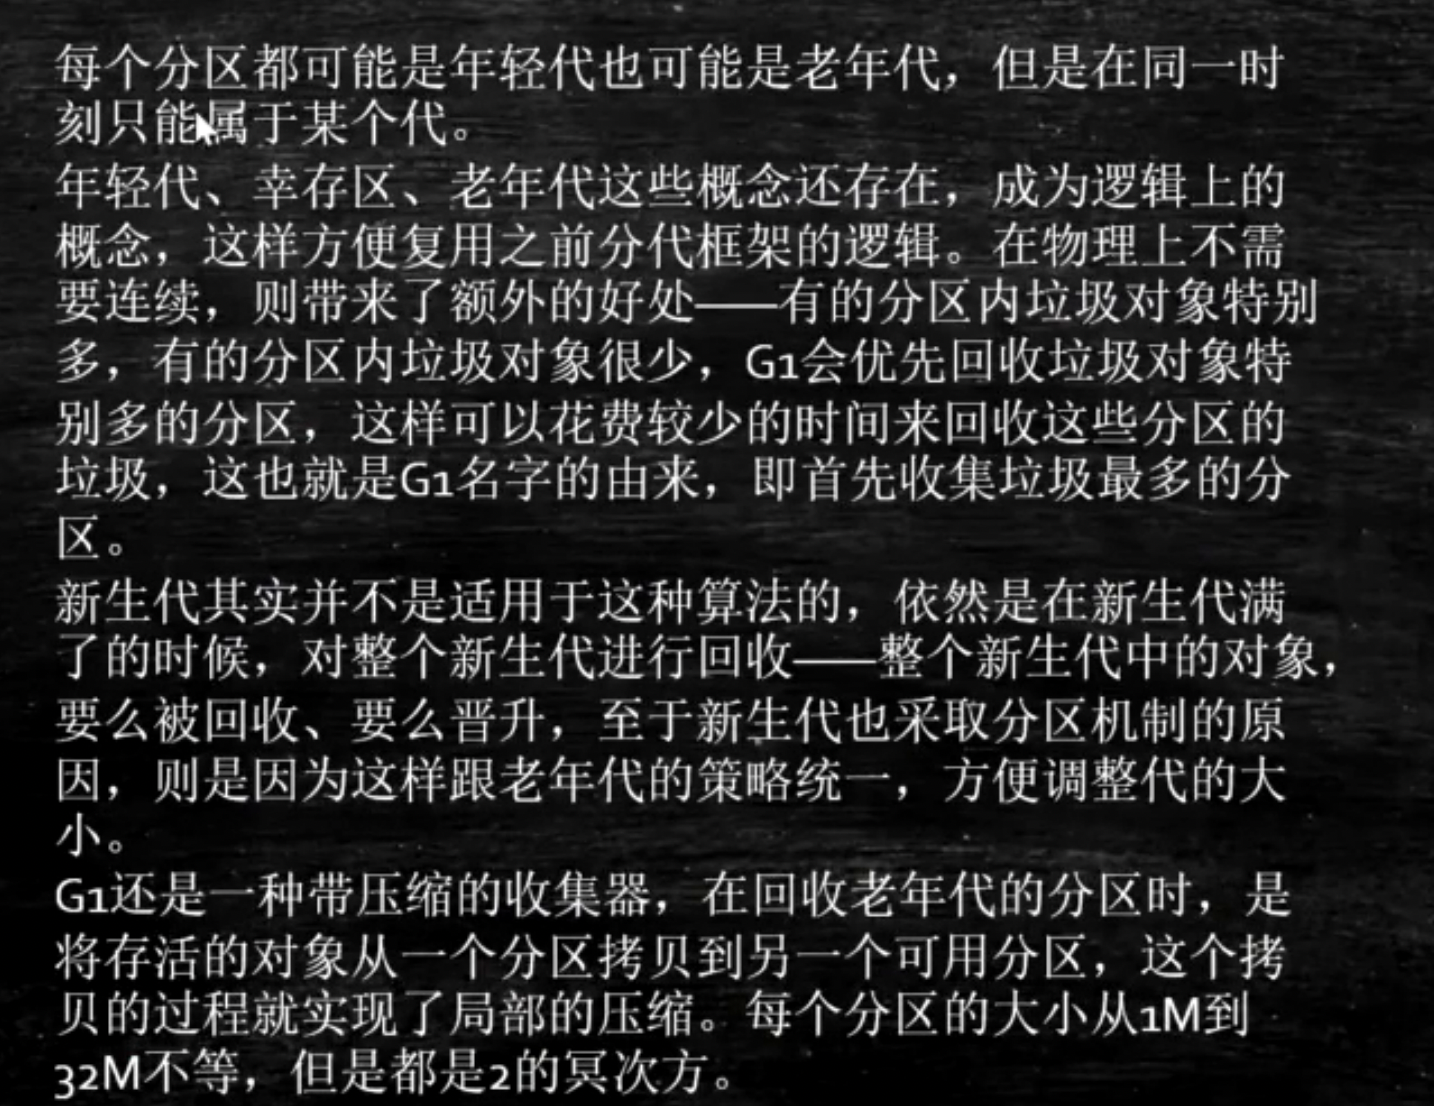 每个分区都可能是年轻代也可能是老年代，但是在同一时
刻只能属于某个代。
年轻代、幸存区、老年代这些概念还存在，成为逻辑上的
概念，这样方便复用之前分代框架的逻辑。在物理上不需
要连续，则带来了额外的好处——有的分区内垃圾对象特别
多，有的分区内垃圾对象很少，G1会优先回收垃圾对象特
别多的分区，这样可以花费较少的时间来回收这些分区的
垃圾，这也就是G1名字的由来，即首先收集垃圾最多的分
区。
新生代其实并不是适用于这种算法的，依然是在新生代满
了的时候，对整个新生代进行回收——整个新生代中的对象，
要么被回收、要么晋升，至于新生代也采取分区机制的原
因，则是因为这样跟老年代的策略统一，方便调整代的大
小。
G1还是一种带压缩的收集器，在回收老年代的分区时，是
将存活的对象从一个分区拷贝到另一个可用分区，这个拷
贝的过程就实现了局部的压缩。每个分区的大小从1M到
32M不等，但是都是2的冥次方。